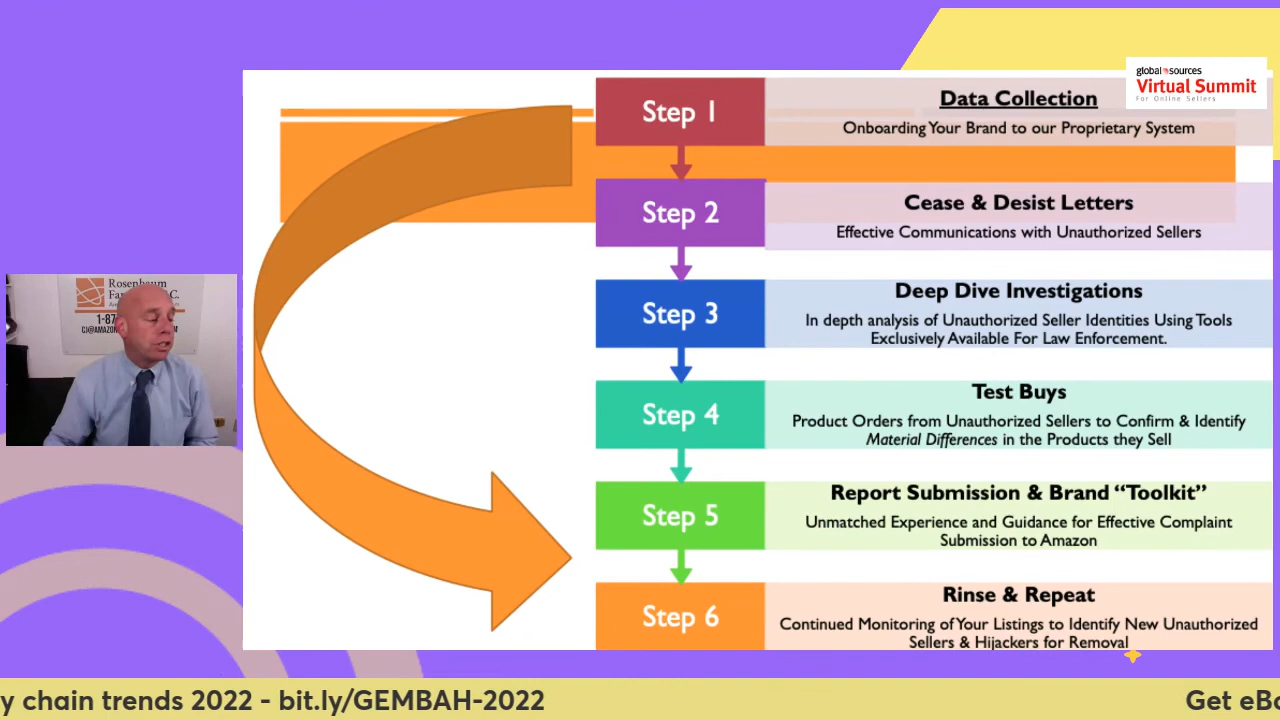 global sources
Virtual Summit
For Online Sellers
Step 1
Data Collection
Onboarding Your Brand to our Proprietary System
Step 2
Cease & Desist Letters
Effective Communications with Unauthorized Sellers
Step 3
Deep Dive Investigations
In depth analysis of Unauthorized Seller Identities Using Tools
Exclusively Available For Law Enforcement.
Step 4
Test Buys
Product Orders from Unauthorized Sellers to Confirm & Identify
Material Differences in the Products they Sell
Step 5
Report Submission & Brand “Toolkit”
Unmatched Experience and Guidance for Effective Complaint
Submission to Amazon
Step 6
Rinse & Repeat
Continued Monitoring of Your Listings to Identify New Unauthorized
Sellers & Hijackers for Removal
Rosenbaum
y chain trends 2022 - bit.ly/GEMBAH-2022
Get eBo